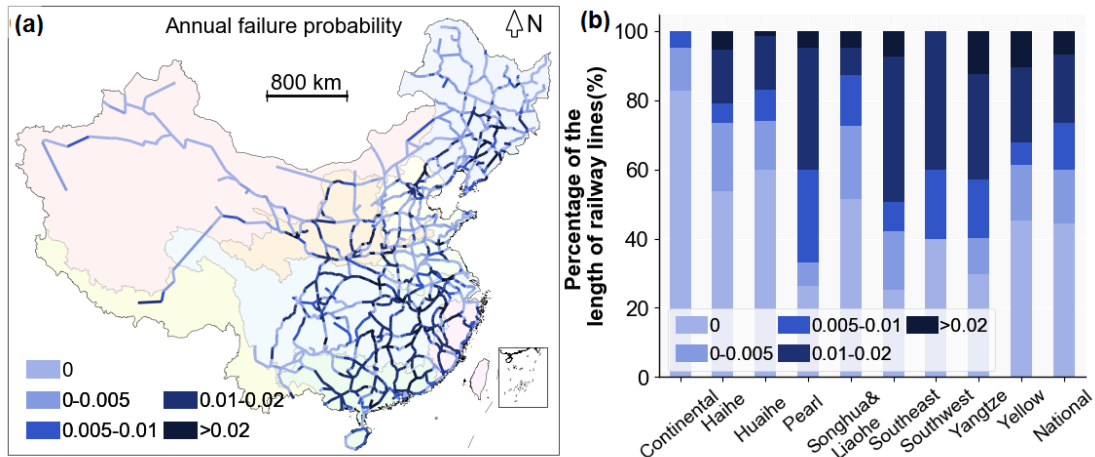 (a)
Annual failure probability
N
800 km
0
0-0.005
0.005-0.01
0.01-0.02
>0.02
(b)
Percentage of the
length of railway lines(%)
100
80
60
40
20
0
0
0-0.005
0.005-0.01
0.01-0.02
>0.02
Continental
Haihe
Huaihe
Pearl
Songhua&
Liaohe
Southeast
Southwest
Yangtze
Yellow
National